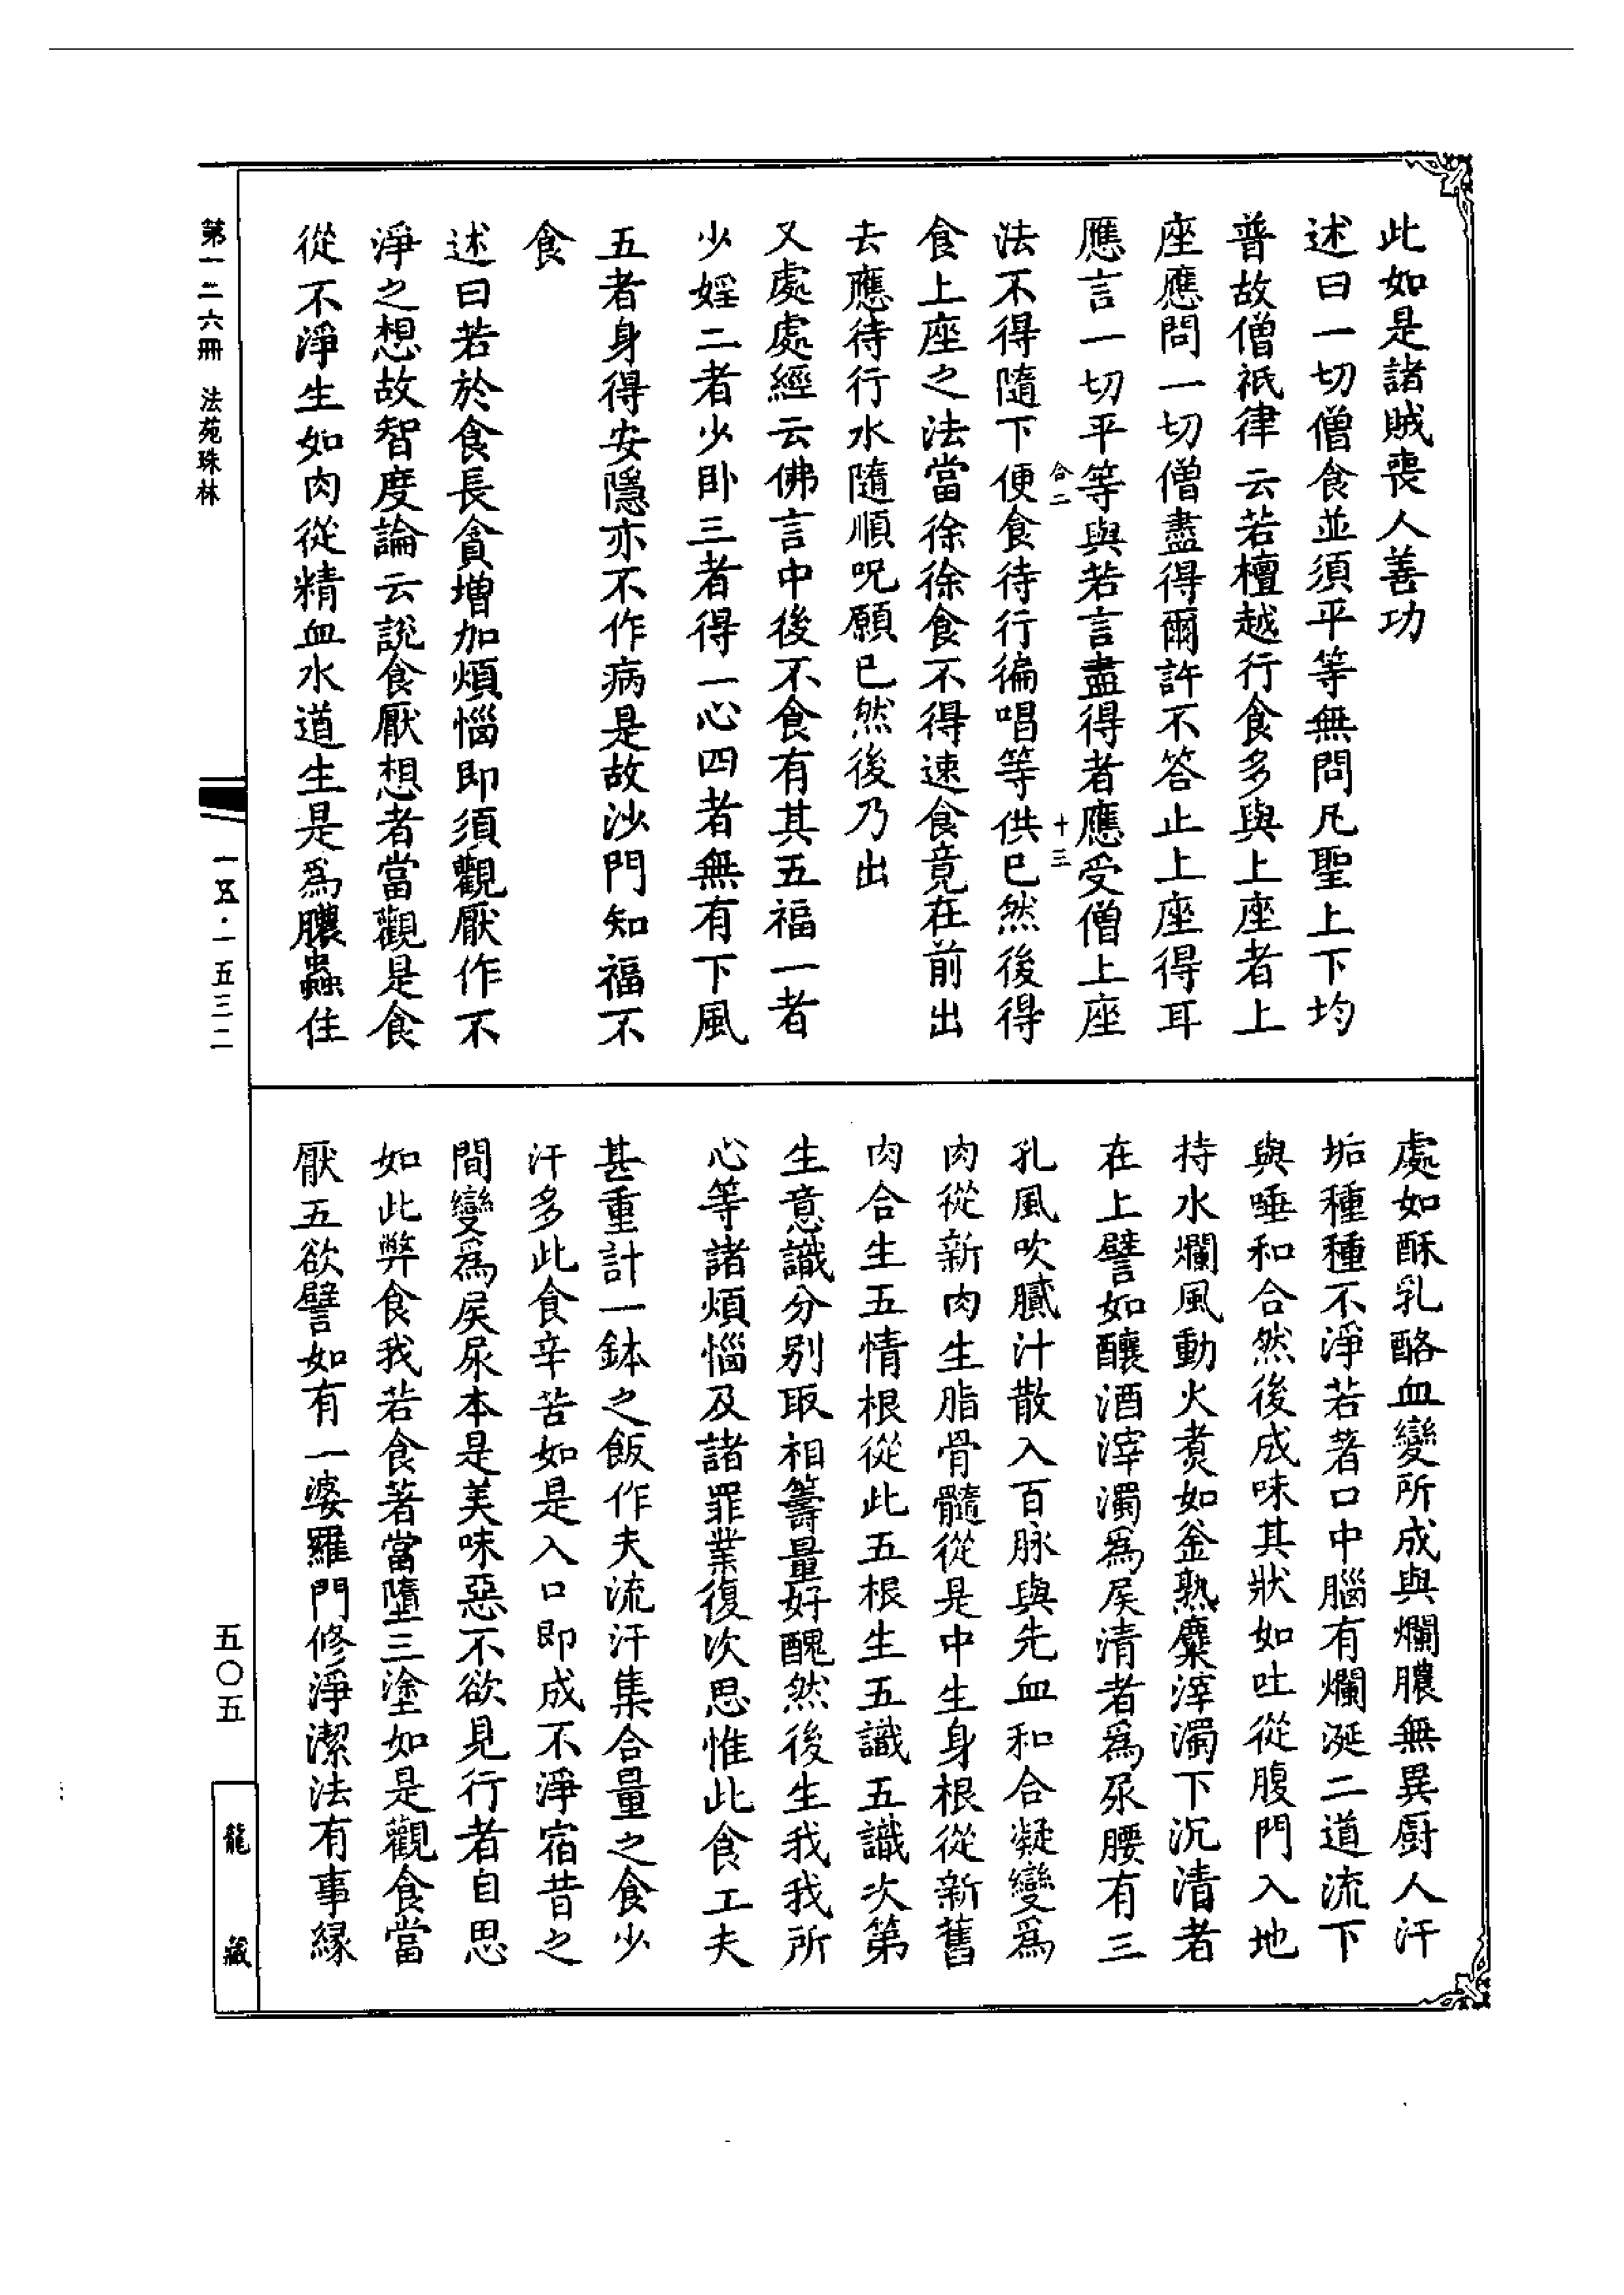 此如是諸賊喪人善功
述曰一切僧食並須平等無問凡聖上下均
普故僧祇律云若檀越行食多與上座者上
座應問一切僧盡得爾許不答止上座得耳
應言一切平等與若言盡得者應受僧上座
合二
十三
法不得隨下便食待行徧唱等供已然後得
食上座之法當徐徐食不得速食竟在前出
去應待行水隨順呪願已然後乃出
又處處經云佛言中後不食有其五福一者
少婬二者少卧三者得一心四者無有下風
五者身得安隱亦不作病是故沙門知福不
食
述曰若於食長貪增加煩惱即須觀厭作不
淨之想故智度論云說食厭想者當觀是食
從不淨生如肉從精血水道生是爲膿蟲住
處如酥乳酪血變所成與爛膿無異厨人汗
垢種種不淨若著口中腦有爛涎二道流下
與唾和合然後成味其狀如吐從腹門入地
持水爛風動火煑如釜熟麋滓濁下沉清者
在上譬如釀酒滓濁爲屎清者爲尿腰有三
孔風吹膩汁散入百脉與先血和合凝變爲
肉從新肉生脂骨髓從是中生身根從新舊
肉合生五情根從此五根生五識五識次第
生意識分别取相籌量好醜然後生我我所
心等諸煩惱及諸罪業復次思惟此食工夫
甚重計一鉢之飯作夫流汗集合量之食少
汗多此食辛苦如是入口即成不淨宿昔之
間變爲屎尿本是美味惡不欲見行者自思
如此弊食我若食著當墮三塗如是觀食當
厭五欲譬如有一婆羅門修淨潔法有事縁
第一二六冊 法苑珠林
一五·一五三二
五〇五
龍藏